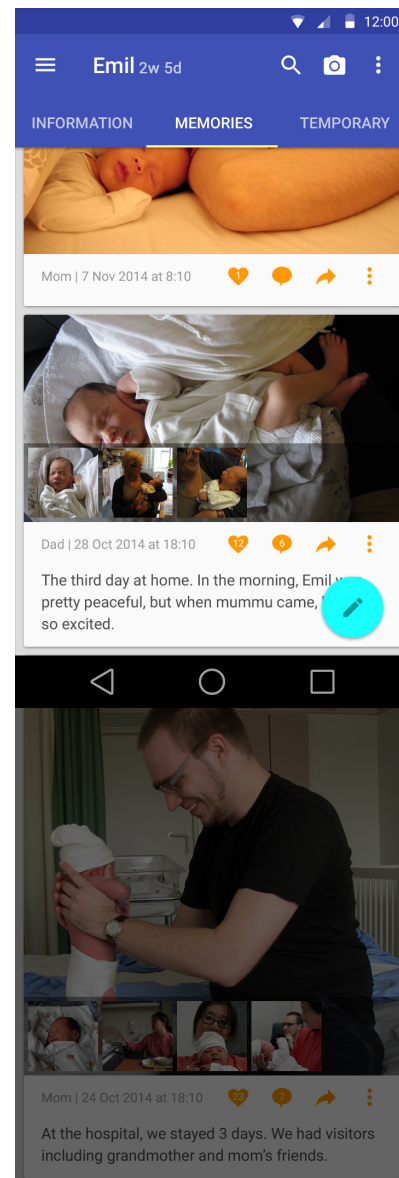 12:00
Emil 2w 5d
INFORMATION MEMORIES TEMPORARY
Mom | 7 Nov 2014 at 8:10 1
Dad | 28 Oct 2014 at 18:10 12 6
The third day at home. In the morning, Emil
pretty peaceful, but when mummu came,
so excited.
Mom | 24 Oct 2014 at 18:10 23 7
At the hospital, we stayed 3 days. We had visitors
including grandmother and mom's friends.